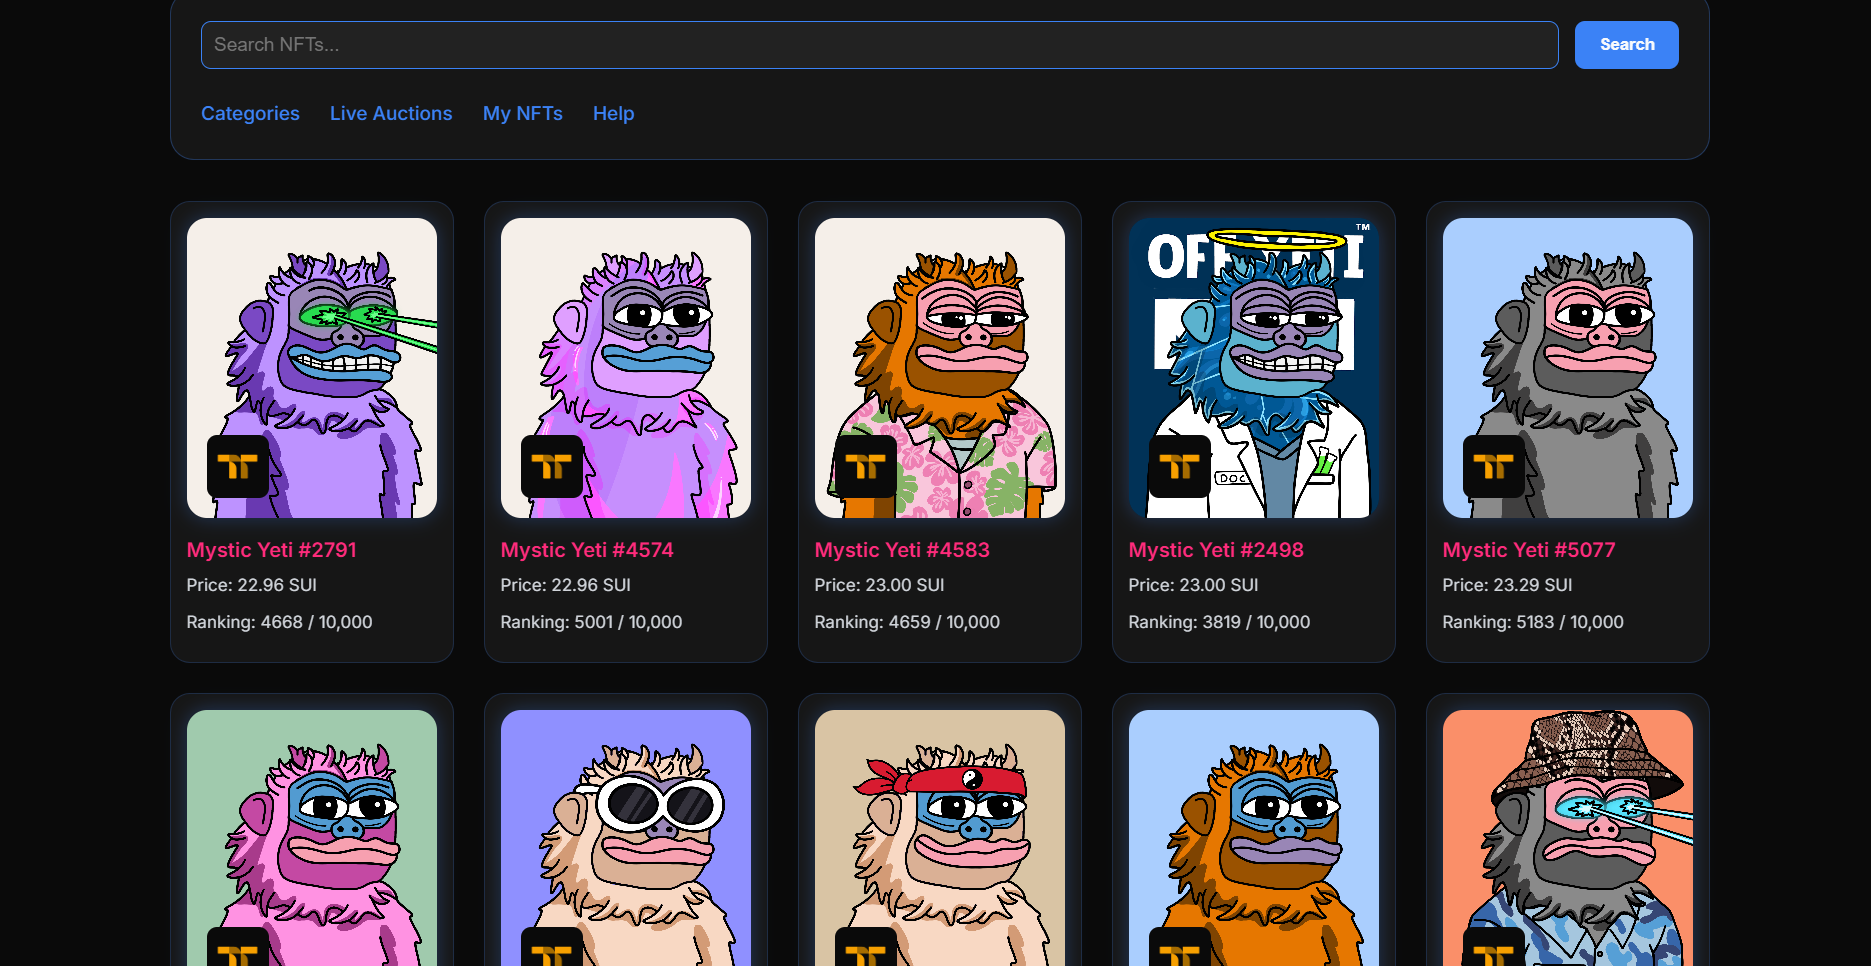 Search NFTs...
Search
Categories
Live Auctions
My NFTs
Help
™
DOC
Mystic Yeti #2791
Price: 22.96 SUI
Ranking: 4668 / 10,000
Mystic Yeti #4574
Price: 22.96 SUI
Ranking: 5001 / 10,000
Mystic Yeti #4583
Price: 23.00 SUI
Ranking: 4659 / 10,000
Mystic Yeti #2498
Price: 23.00 SUI
Ranking: 3819 / 10,000
Mystic Yeti #5077
Price: 23.29 SUI
Ranking: 5183 / 10,000